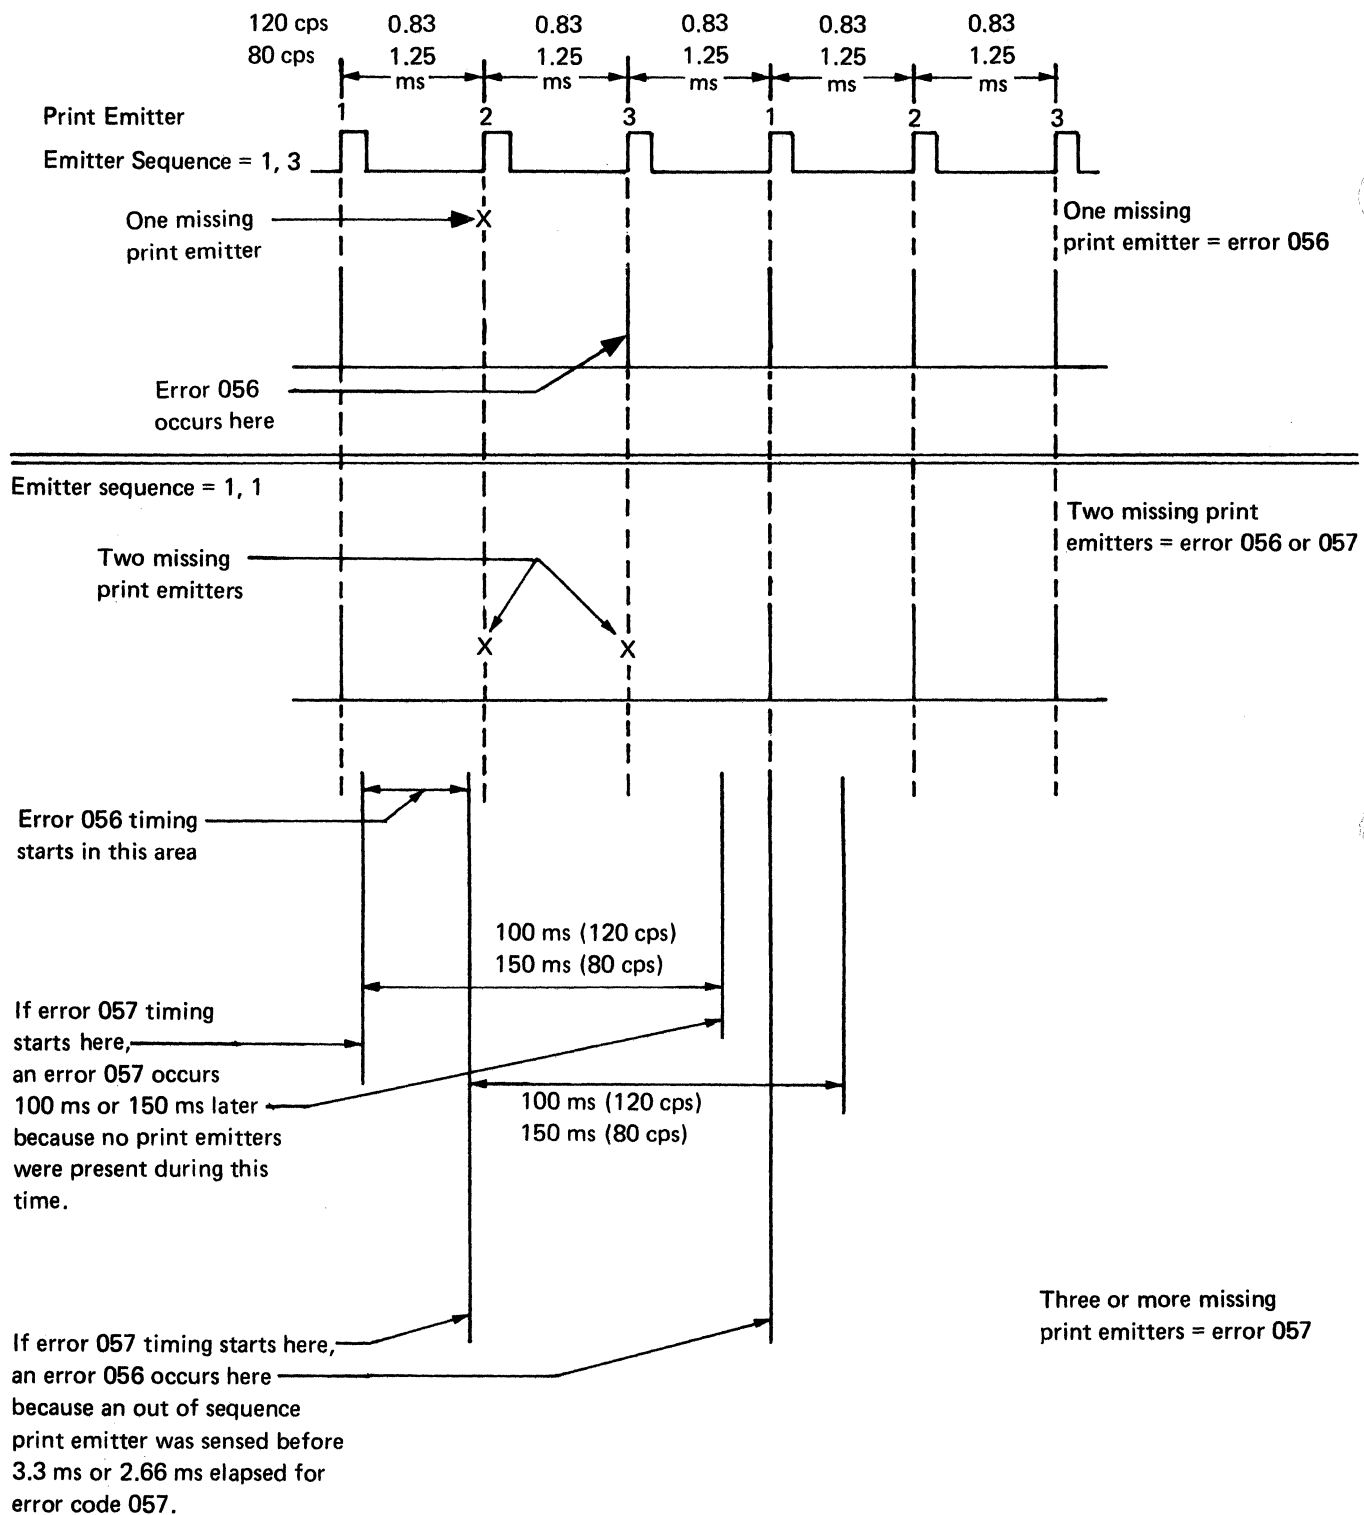 120 cps 0.83 0.83 0.83 0.83 0.83
80 cps 1.25 1.25 1.25 1.25 1.25
ms ms ms ms ms
Print Emitter 1 2 3 1 2 3
Emitter Sequence = 1, 3
One missing
print emitter
X
One missing
print emitter = error 056
Error 056
occurs here
Emitter sequence = 1, 1
Two missing print
emitters = error 056 or 057
Two missing
print emitters
X X
Error 056 timing
starts in this area
100 ms (120 cps)
150 ms (80 cps)
If error 057 timing
starts here,
an error 057 occurs
100 ms or 150 ms later
because no print emitters
were present during this
time.
100 ms (120 cps)
150 ms (80 cps)
Three or more missing
print emitters = error 057
If error 057 timing starts here,
an error 056 occurs here
because an out of sequence
print emitter was sensed before
3.3 ms or 2.66 ms elapsed for
error code 057.